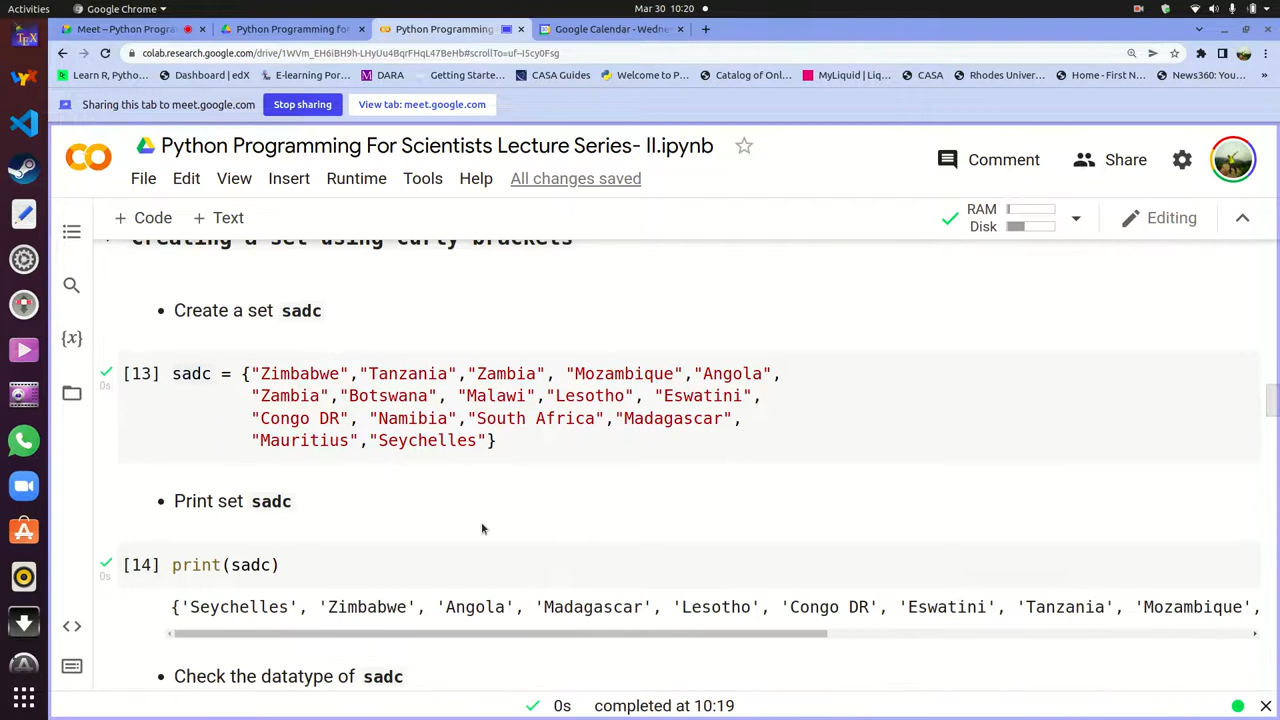 Activities Google Chrome Mar 30 10:20
Meet – Python Progra × Python Programming fo × Python Programming × Google Calendar - Wedne × +
colab.research.google.com/drive/1WVm_EH6iBH9h-LHyUu4BqrFHqL47BeHb#scrollTo=uf--IScy0Fsg
Learn R, Pytho... Dashboard | edX E-learning Por... DARA Getting Starte... CASA Guides Welcome to P... Catalog of Onl... MyLiquid | Liq... CASA Rhodes Univer... Home - First N... News360: You... »
Sharing this tab to meet.google.com Stop sharing View tab: meet.google.com
Python Programming For Scientists Lecture Series- II.ipynb
Comment Share
File Edit View Insert Runtime Tools Help All changes saved
+ Code + Text RAM Disk Editing
Creating a set using curly brackets
• Create a set sadc
[13] sadc = {"Zimbabwe","Tanzania","Zambia", "Mozambique","Angola",
"Zambia","Botswana", "Malawi","Lesotho", "Eswatini",
"Congo DR", "Namibia","South Africa","Madagascar",
"Mauritius","Seychelles"}
0s
• Print set sadc
[14] print(sadc)
0s
{'Seychelles', 'Zimbabwe', 'Angola', 'Madagascar', 'Lesotho', 'Congo DR', 'Eswatini', 'Tanzania', 'Mozambique',
• Check the datatype of sadc
0s completed at 10:19